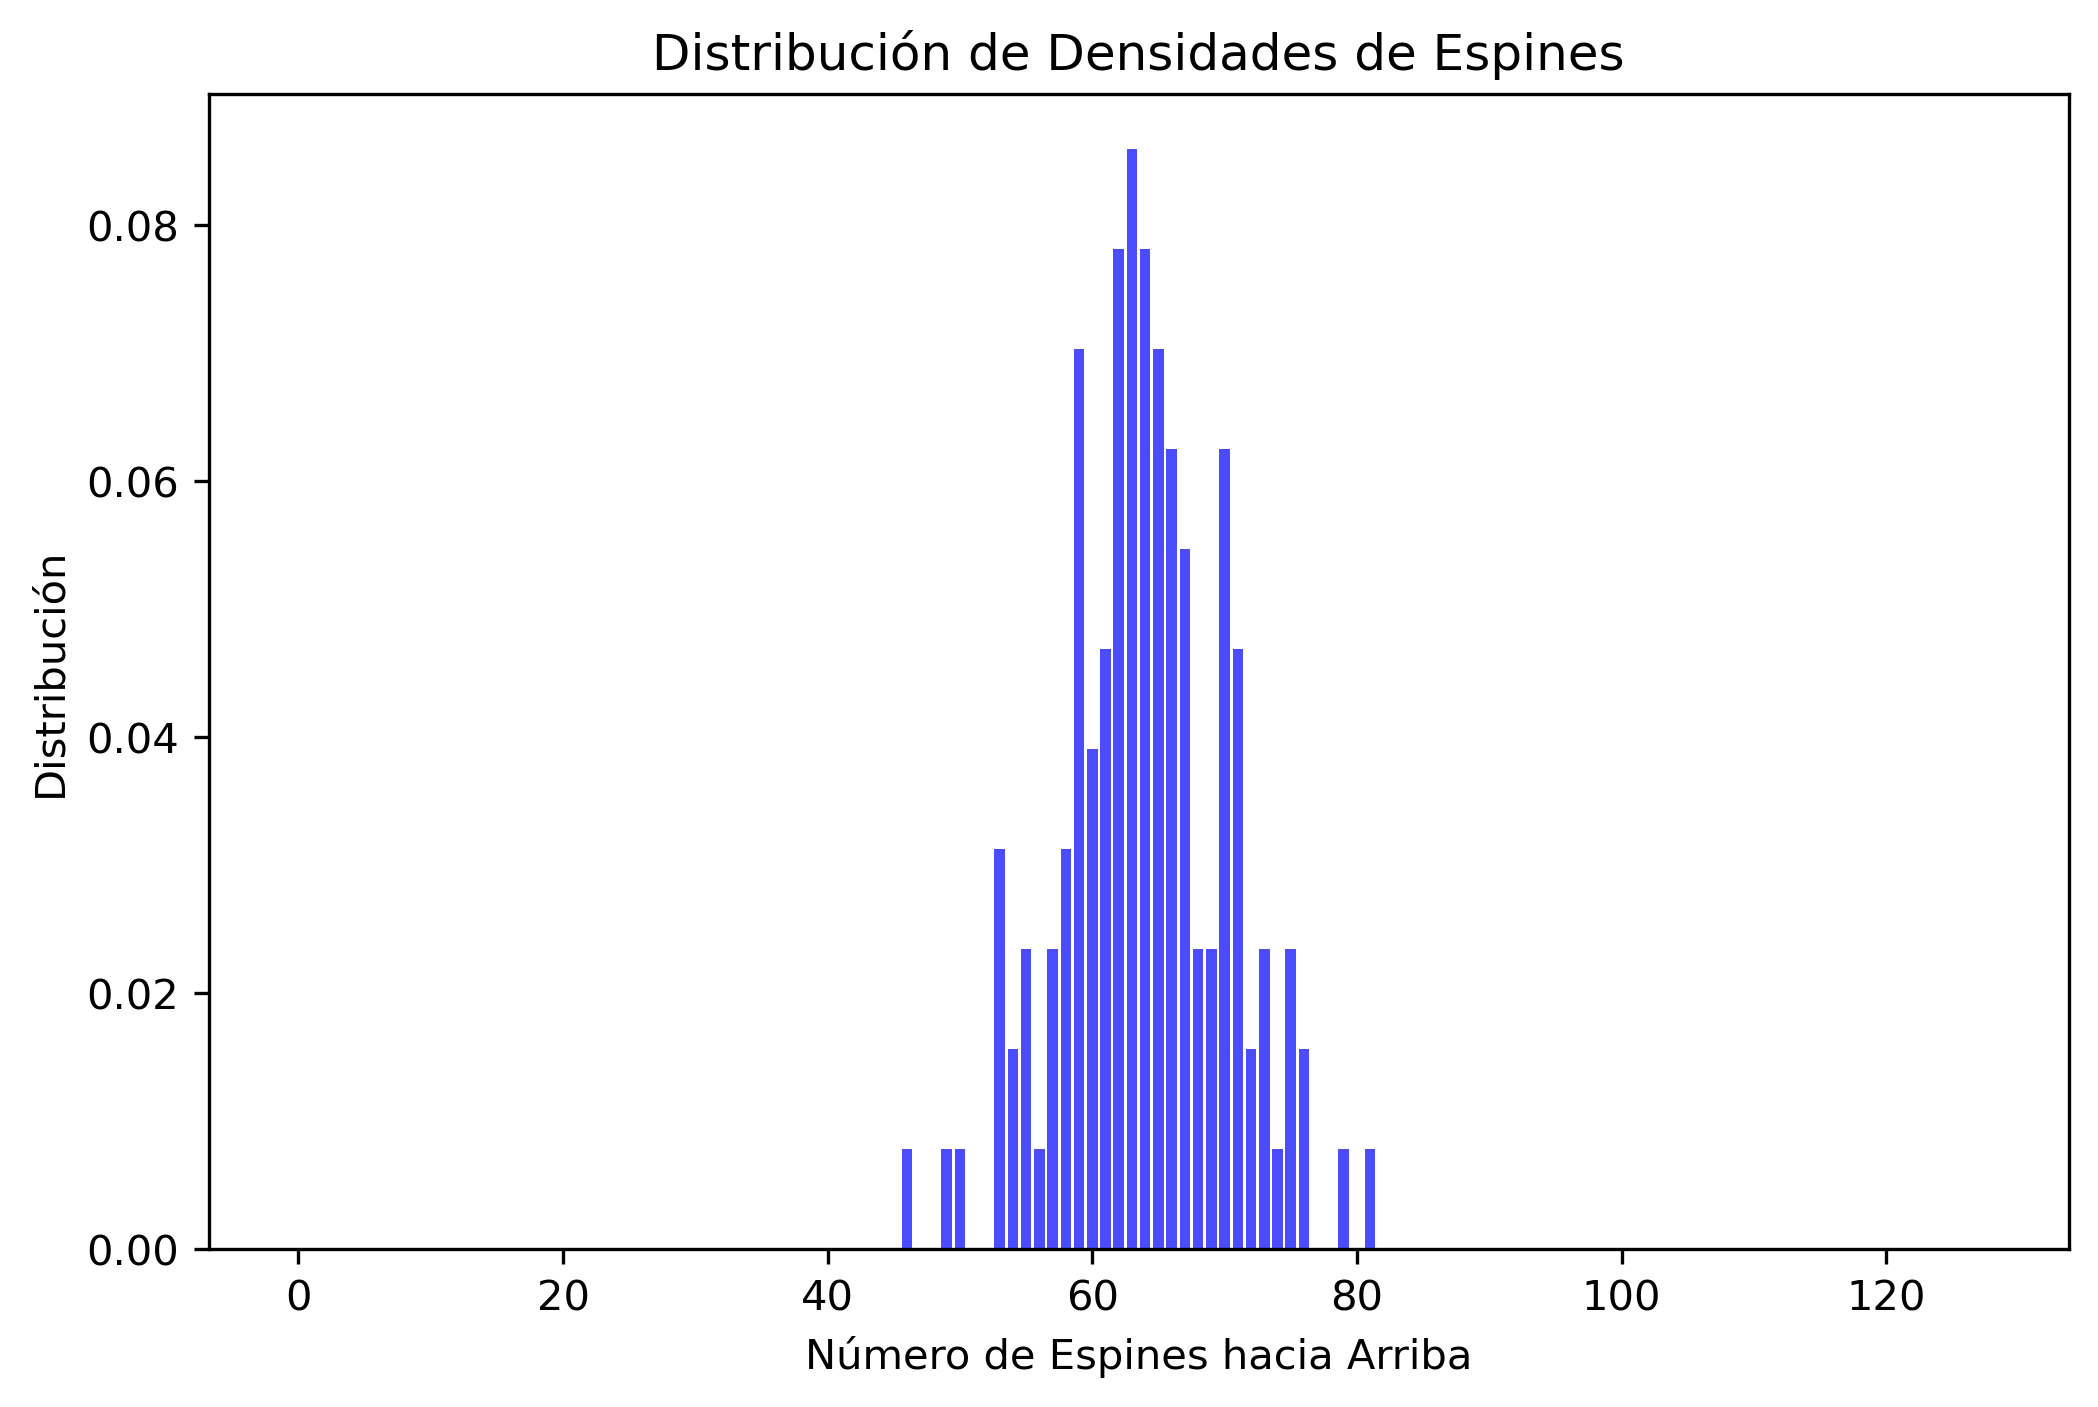 Distribución de Densidades de Espines
Distribución
0.08
0.06
0.04
0.02
0.00
0 20 40 60 80 100 120
Número de Espines hacia Arriba